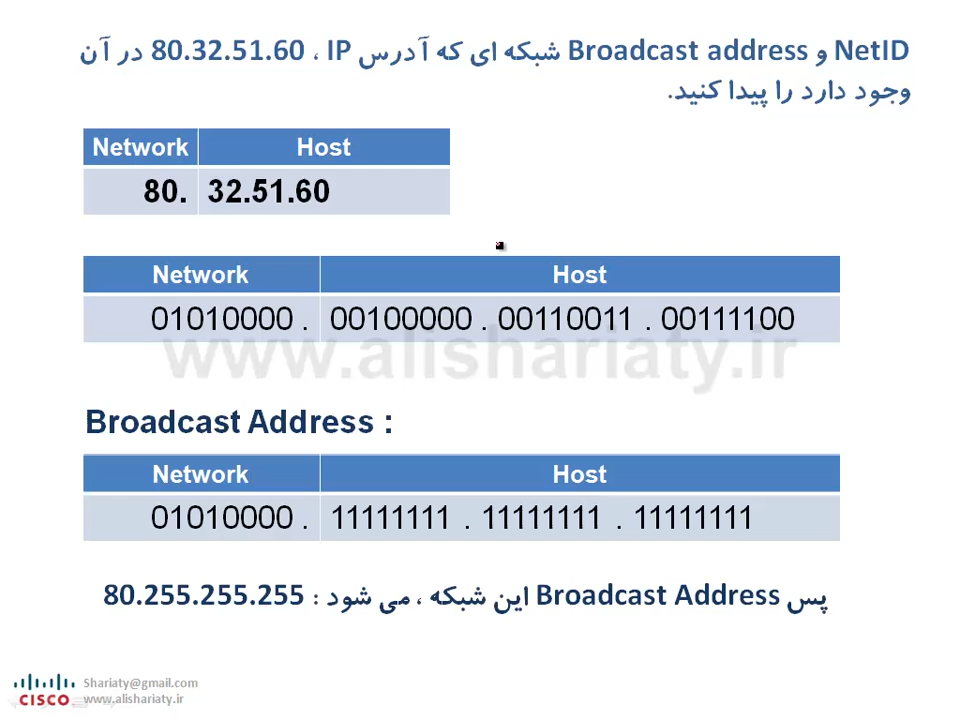 NetID و Broadcast address شبکه ای که آدرس IP ، 80.32.51.60 در آن
وجود دارد را پیدا کنید.
Network Host
80. 32.51.60
Network Host
01010000 . 00100000 . 00110011 . 00111100
www.alishariaty.ir
Broadcast Address :
Network Host
01010000 . 11111111 . 11111111 . 11111111
پس Broadcast Address این شبکه ، می شود : 80.255.255.255
Shariaty@gmail.com
CISCO www.alishariaty.ir